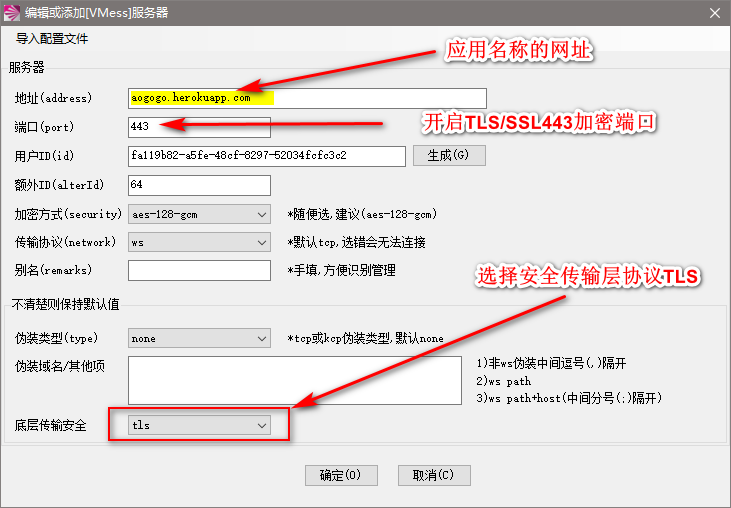 编辑或添加[VMess]服务器
导入配置文件
应用名称的网址
服务器
地址(address) aogogo.herokuapp.com
端口(port) 443 开启TLS/SSL443加密端口
用户ID(id) fa119b82-a5fe-48cf-8297-52034fcfc3c2 生成(G)
额外ID(alterId) 64
加密方式(security) aes-128-gcm *随便选,建议(aes-128-gcm)
传输协议(network) ws *默认tcp,选错会无法连接
别名(remarks) *手填,方便识别管理
选择安全传输层协议TLS
不清楚则保持默认值
伪装类型(type) none *tcp或kcp伪装类型,默认none
伪装域名/其他项 1)非ws伪装中间逗号(,)隔开
2)ws path
3)ws path+host(中间分号(;)隔开)
底层传输安全 tls
确定(O) 取消(C)